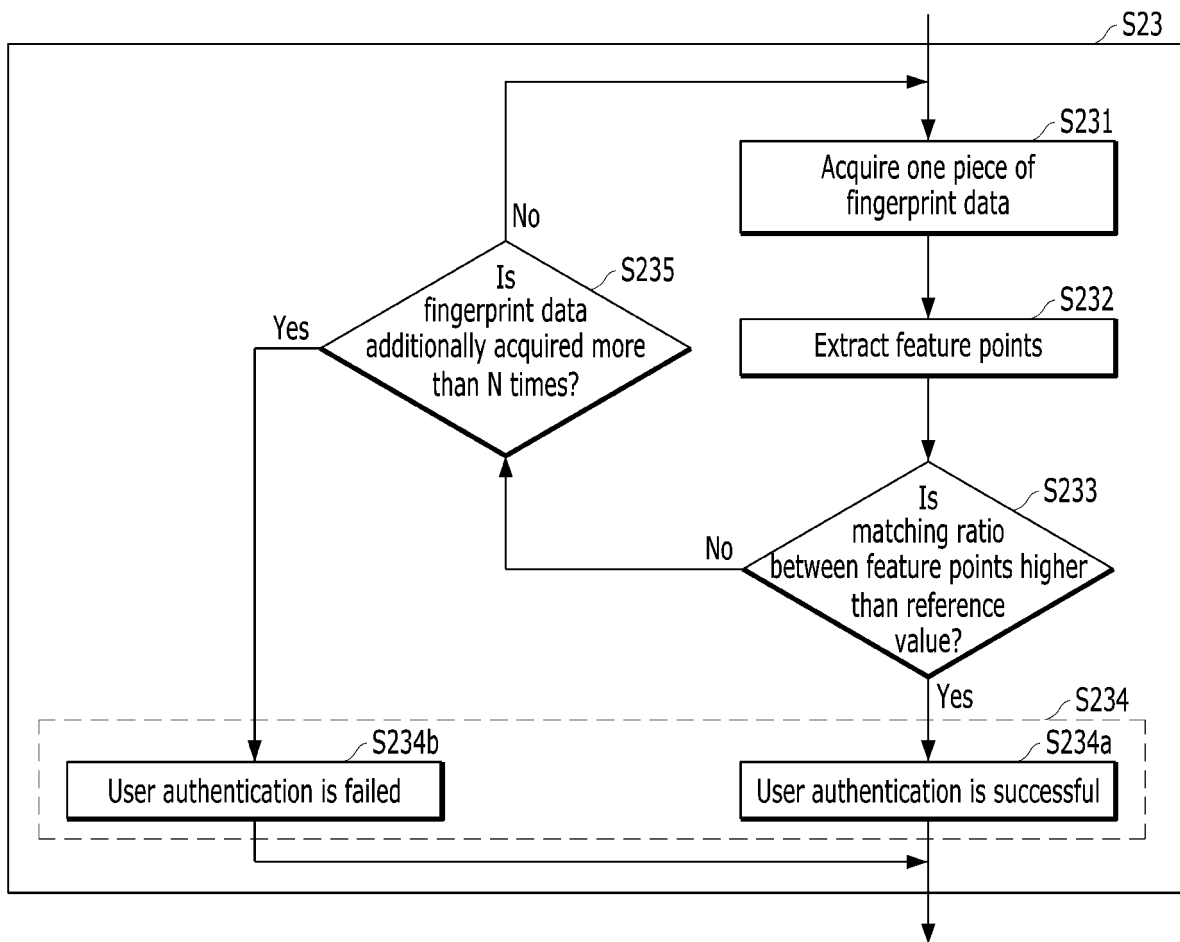 S23
S231
Acquire one piece of
fingerprint data
No
S235
Is
fingerprint data
additionally acquired more
than N times?
Yes
S232
Extract feature points
S233
Is
matching ratio
between feature points higher
than reference
value?
No
Yes
S234
S234b
User authentication is failed
S234a
User authentication is successful